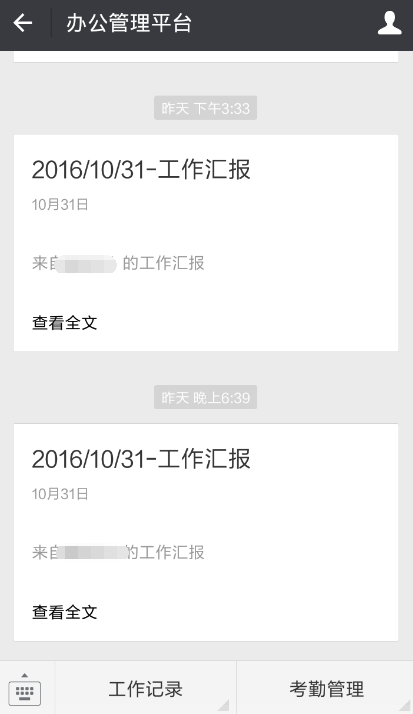 办公管理平台
昨天 下午3:33
2016/10/31-工作汇报
10月31日
来自 的工作汇报
查看全文
昨天 晚上6:39
2016/10/31-工作汇报
10月31日
来自 的工作汇报
查看全文
工作记录
考勤管理